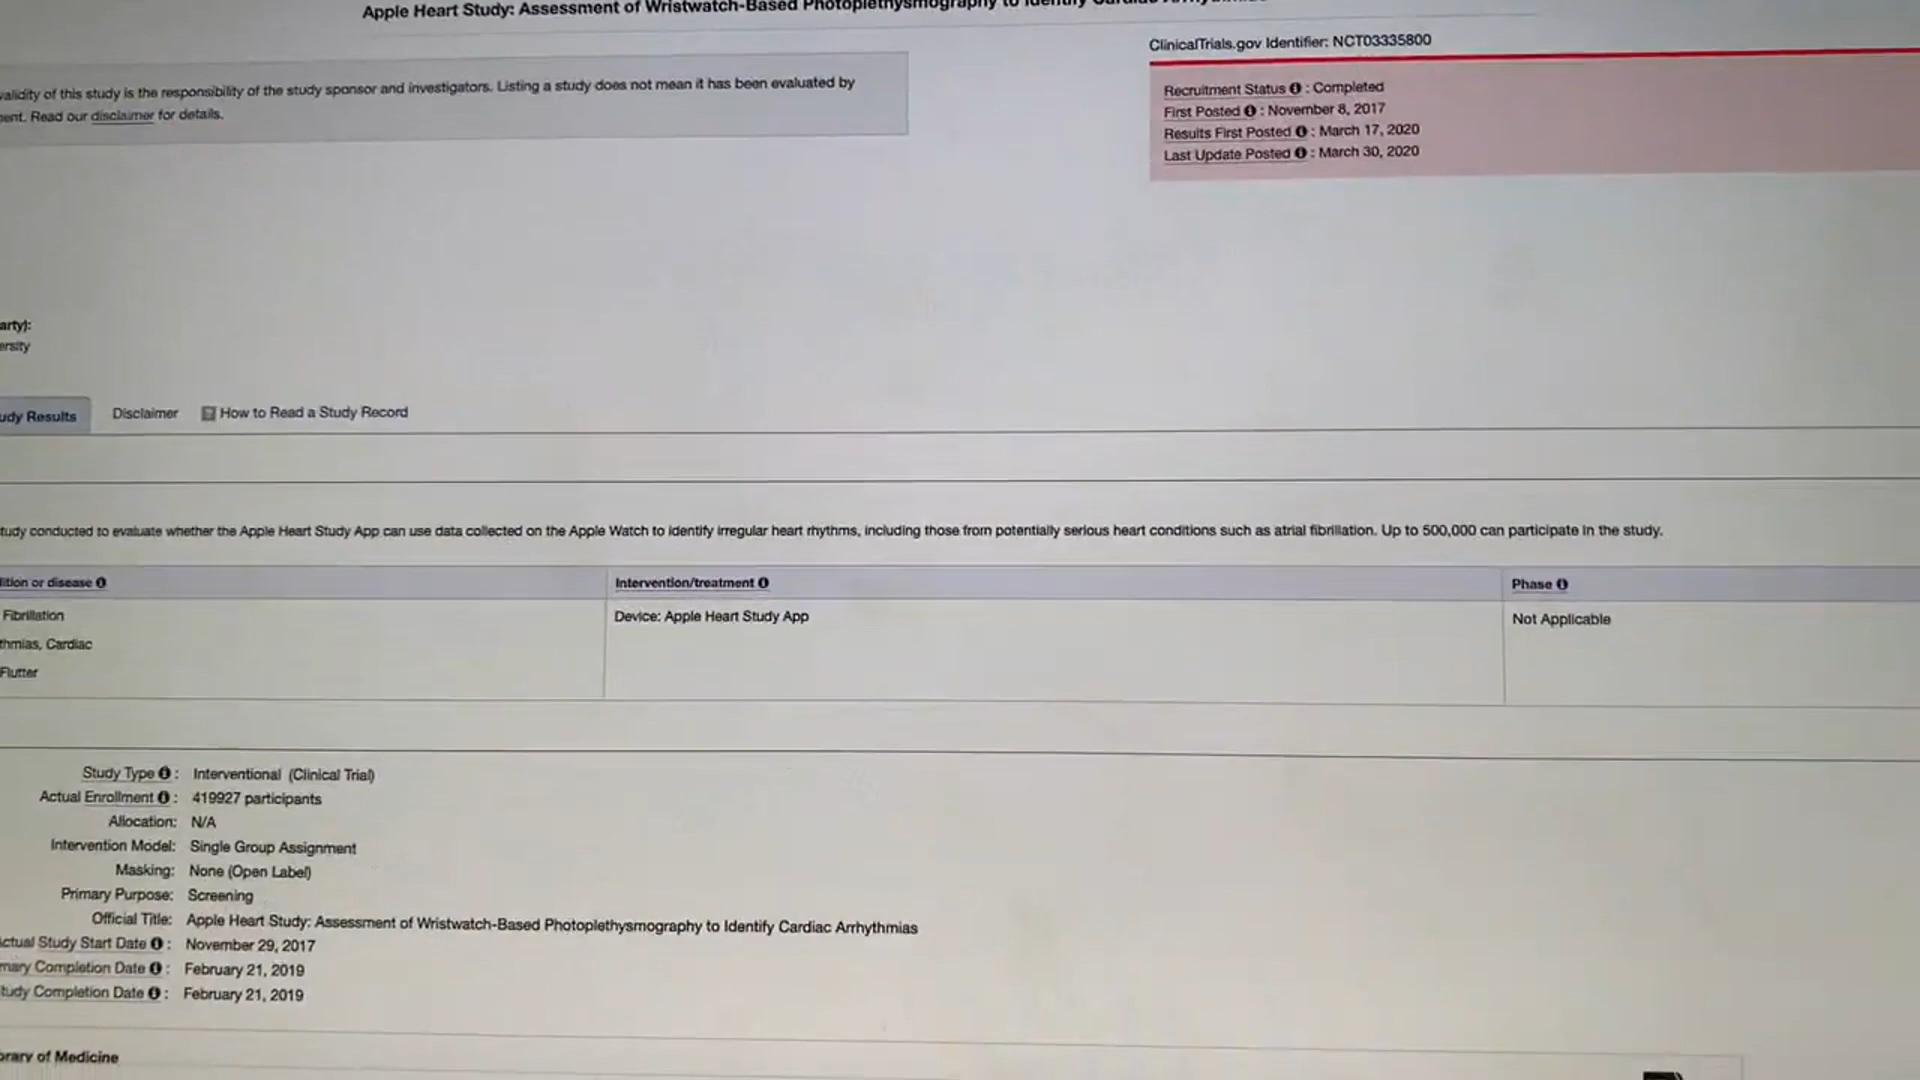 Apple Heart Study: Assessment of Wristwatch-Based Photoplethysmography to Identify
ClinicalTrials.gov Identifier: NCT03335800
validity of this study is the responsibility of the study sponsor and investigators. Listing a study does not mean it has been evaluated by
ent. Read our disclaimer for details.
Recruitment Status : Completed
First Posted : November 8, 2017
Results First Posted : March 17, 2020
Last Update Posted : March 30, 2020
arty):
ersity
udy Results
Disclaimer
How to Read a Study Record
tudy conducted to evaluate whether the Apple Heart Study App can use data collected on the Apple Watch to identify irregular heart rhythms, including those from potentially serious heart conditions such as atrial fibrillation. Up to 500,000 can participate in the study.
ition or disease
Intervention/treatment
Phase
Fibrillation
Device: Apple Heart Study App
Not Applicable
thmias, Cardiac
Flutter
Study Type : Interventional (Clinical Trial)
Actual Enrollment : 419927 participants
Allocation: N/A
Intervention Model: Single Group Assignment
Masking: None (Open Label)
Primary Purpose: Screening
Official Title: Apple Heart Study: Assessment of Wristwatch-Based Photoplethysmography to Identify Cardiac Arrhythmias
ctual Study Start Date : November 29, 2017
mary Completion Date : February 21, 2019
tudy Completion Date : February 21, 2019
brary of Medicine